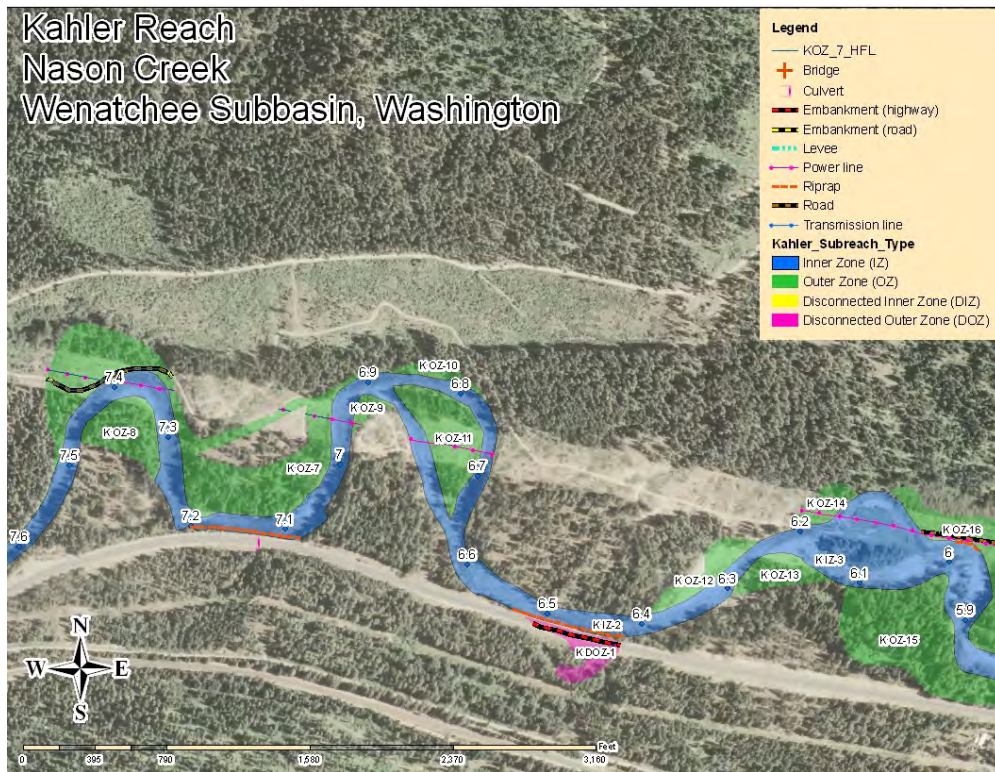 Kahler Reach
Nason Creek
Wenatchee Subbasin, Washington
Legend
KOZ_7_HFL
Bridge
Culvert
Embankment (highway)
Embankment (road)
Levee
Power line
Riprap
Road
Transmission line
Kahler_Subreach_Type
Inner Zone (IZ)
Outer Zone (OZ)
Disconnected Inner Zone (DIZ)
Disconnected Outer Zone (DOZ)
KOZ-10
7.4
6.9
6.8
KOZ-9
KOZ-8
7.3
KOZ-11
7.5
KOZ-7
7
6.7
7.2
7.1
KOZ-14
6.2
KOZ-16
7.6
6.6
KIZ-3
6
KOZ-12
6.3
KOZ-13
6.1
6.5
6.4
5.9
KIZ-2
KOZ-15
KDOZ-1
N
W E
S
Feet
0 395 790 1,580 2,370 3,160